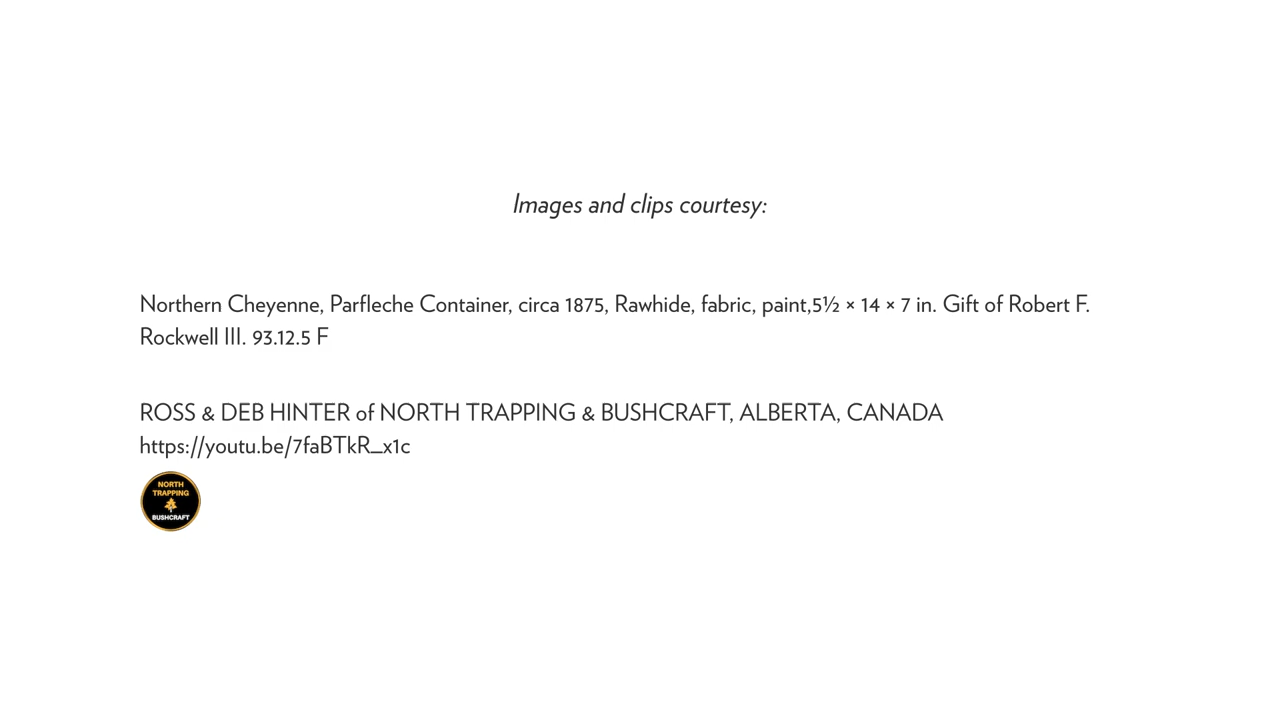 Images and clips courtesy:
Northern Cheyenne, Parfleche Container, circa 1875, Rawhide, fabric, paint,5½ × 14 × 7 in. Gift of Robert F.
Rockwell III. 93.12.5 F
ROSS & DEB HINTER of NORTH TRAPPING & BUSHCRAFT, ALBERTA, CANADA
https://youtu.be/7faBTkR_x1c
NORTH
TRAPPING
BUSHCRAFT